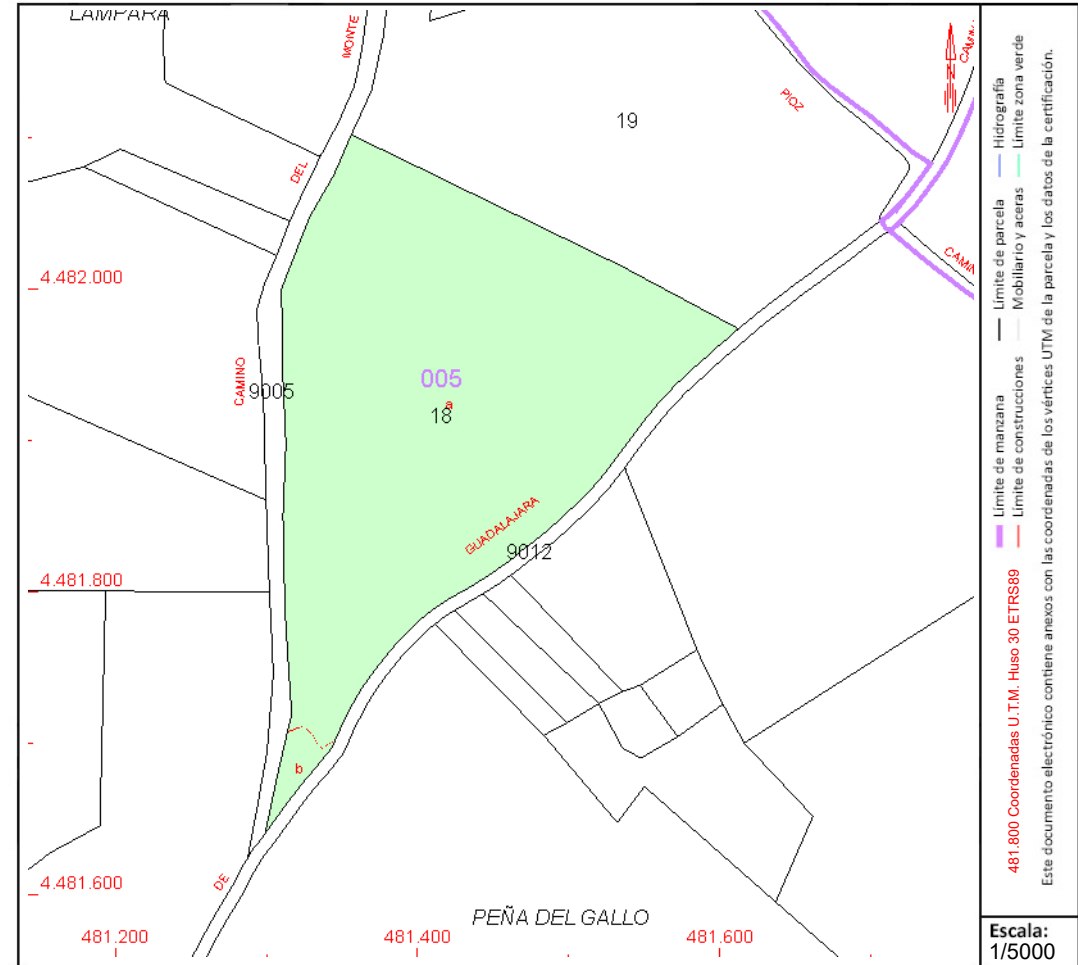 LAMPARA
MONTE
PIOZ
19
DEL
4.482.000
CAMINO
9005
005
a
18
GUADALAJARA
9012
4.481.800
b
4.481.600
DE
PEÑA DEL GALLO
481.200
481.400
481.600
CAMIN
CAMIN
N
481.800 Coordenadas U.T.M. Huso 30 ETRS89
Límite de manzana
Límite de parcela
Hidrografía
Límite de construcciones
Mobiliario y aceras
Límite zona verde
Este documento electrónico contiene anexos con las coordenadas de los vértices UTM de la parcela y los datos de la certificación.
Escala:
1/5000